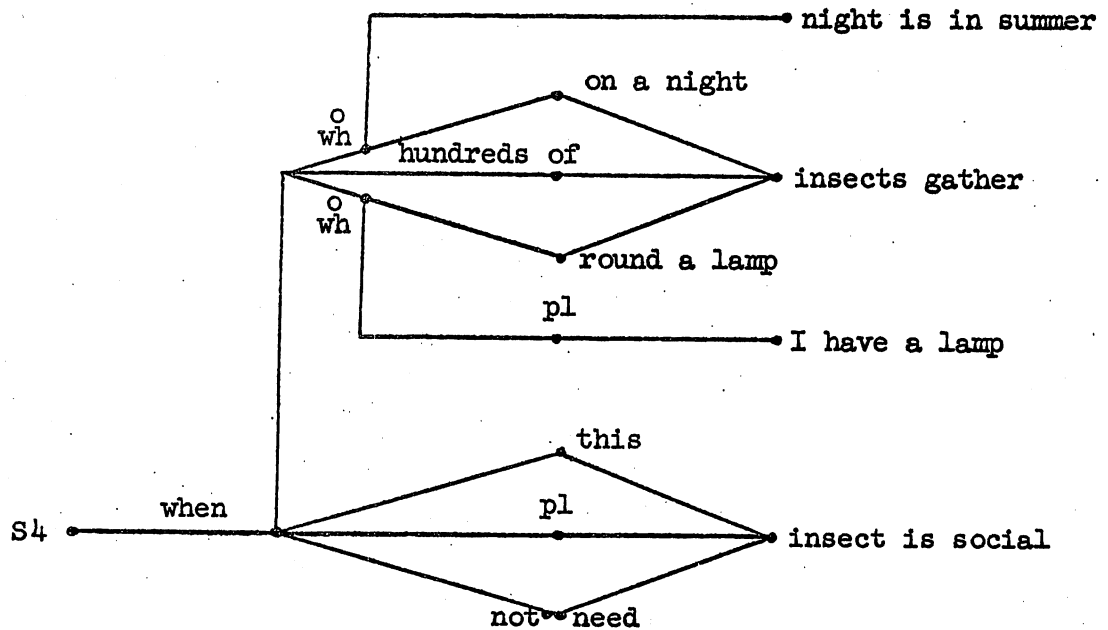 night is in summer
on a night
o
wh
hundreds of
insects gather
o
wh
round a lamp
pl
I have a lamp
this
when
pl
S4
insect is social
not need